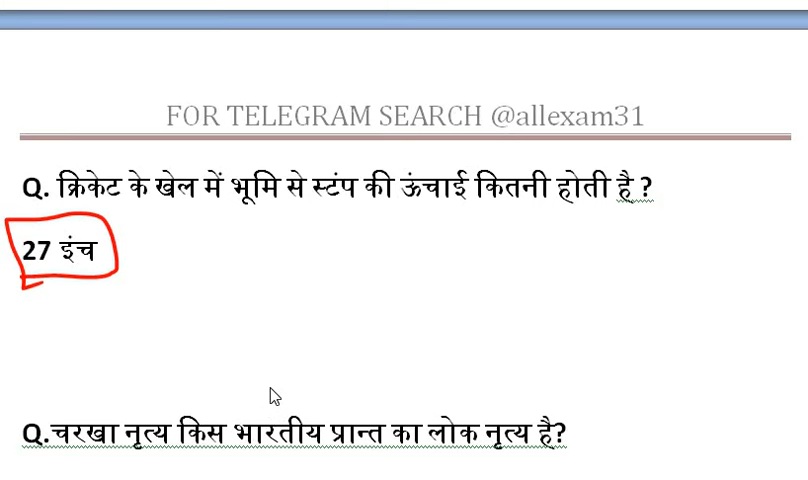 FOR TELEGRAM SEARCH @allexam31
Q. क्रिकेट के खेल में भूमि से स्टंप की ऊंचाई कितनी होती है ?
27 इंच
Q.चरखा नृत्य किस भारतीय प्रान्त का लोक नृत्य है?